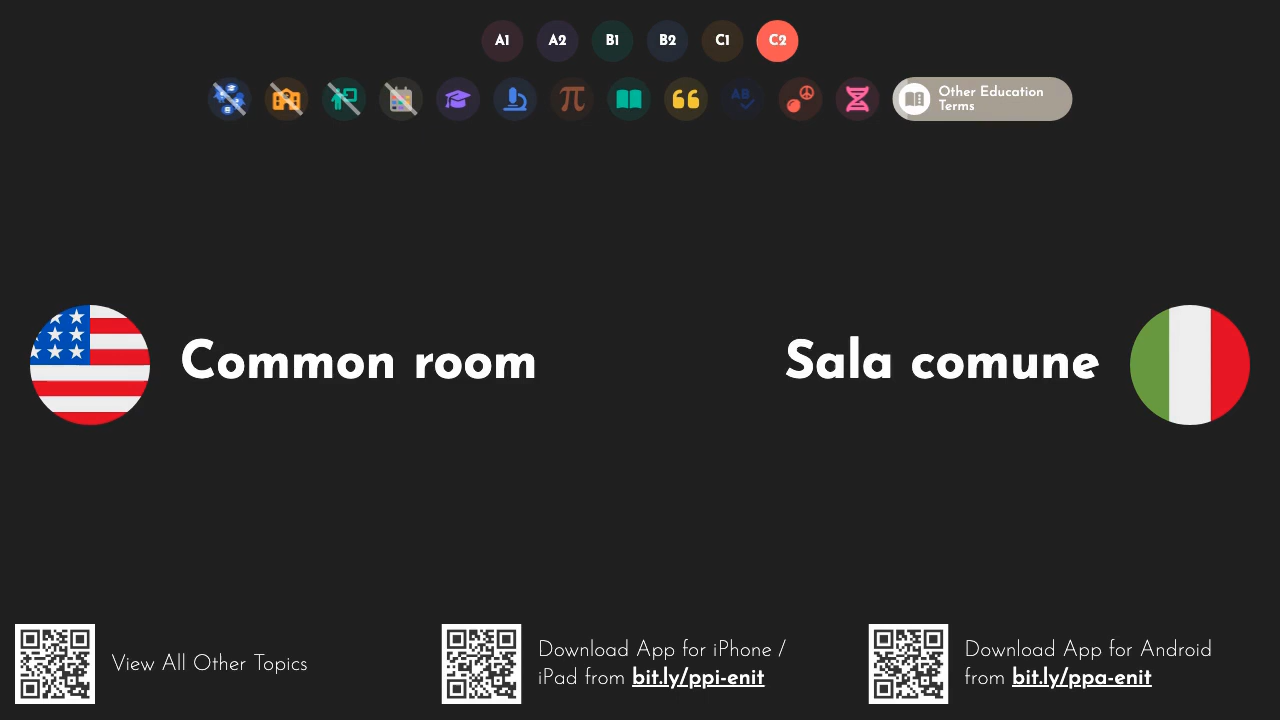 A1 A2 B1 B2 C1 C2
AB
Other Education
Terms
Common room
Sala comune
View All Other Topics
Download App for iPhone /
iPad from bit.ly/ppi-enit
Download App for Android
from bit.ly/ppa-enit